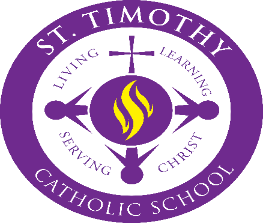 ST. TIMOTHY
LIVING
LEARNING
SERVING
CHRIST
CATHOLIC SCHOOL